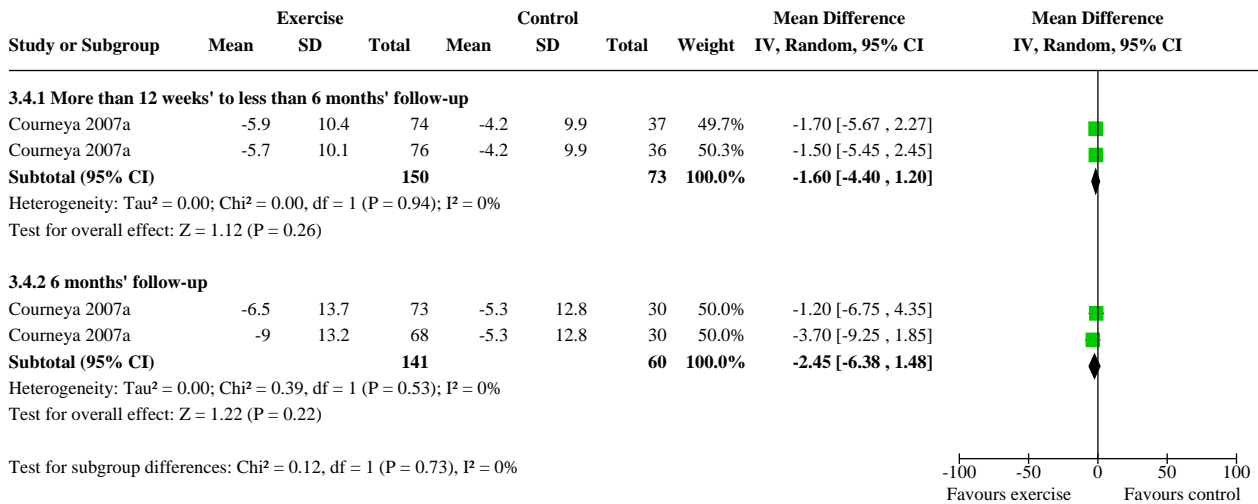 Exercise Control Mean Difference Mean Difference
Study or Subgroup Mean SD Total Mean SD Total Weight IV, Random, 95% CI IV, Random, 95% CI
3.4.1 More than 12 weeks' to less than 6 months' follow-up
Courneya 2007a -5.9 10.4 74 -4.2 9.9 37 49.7% -1.70 [-5.67 , 2.27]
Courneya 2007a -5.7 10.1 76 -4.2 9.9 36 50.3% -1.50 [-5.45 , 2.45]
Subtotal (95% CI) 150 73 100.0% -1.60 [-4.40 , 1.20]
Heterogeneity: Tau² = 0.00; Chi² = 0.00, df = 1 (P = 0.94); I² = 0%
Test for overall effect: Z = 1.12 (P = 0.26)
3.4.2 6 months' follow-up
Courneya 2007a -6.5 13.7 73 -5.3 12.8 30 50.0% -1.20 [-6.75 , 4.35]
Courneya 2007a -9 13.2 68 -5.3 12.8 30 50.0% -3.70 [-9.25 , 1.85]
Subtotal (95% CI) 141 60 100.0% -2.45 [-6.38 , 1.48]
Heterogeneity: Tau² = 0.00; Chi² = 0.39, df = 1 (P = 0.53); I² = 0%
Test for overall effect: Z = 1.22 (P = 0.22)
Test for subgroup differences: Chi² = 0.12, df = 1 (P = 0.73), I² = 0%
-100 -50 0 50 100
Favours exercise Favours control